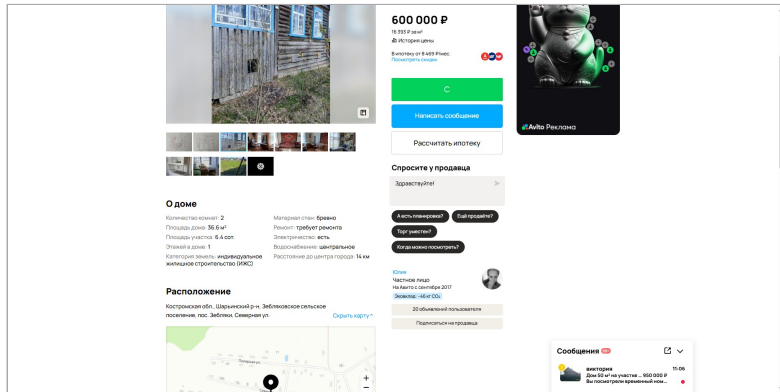 600 000 ₽
16 393 ₽ за м²
История цены
В ипотеку от 9 469 ₽/мес.
Посмотреть скидки
Написать сообщение
Рассчитать ипотеку
Avito Реклама
Спросите у продавца
Здравствуйте!
А есть планировка?
Ещё продаёте?
Торг уместен?
Когда можно посмотреть?
О доме
Количество комнат: 2
Площадь дома: 36.6 м²
Площадь участка: 6.4 сот.
Этажей в доме: 1
Категория земель: индивидуальное
жилищное строительство (ИЖС)
Материал стен: бревно
Ремонт: требует ремонта
Электричество: есть
Водоснабжение: центральное
Расстояние до центра города: 14 км
Юлия
Частное лицо
На Авито с сентября 2017
Эковклад: −46 кг CO₂
20 объявлений пользователя
Подписаться на продавца
Расположение
Костромская обл., Шарьинский р-н, Зебляковское сельское
поселение, пос. Зебляки, Северная ул.
Скрыть карту
Сообщения
виктория
11:06
Дом 50 м² на участке ... 950 000 ₽
Вы посмотрели временный ном...